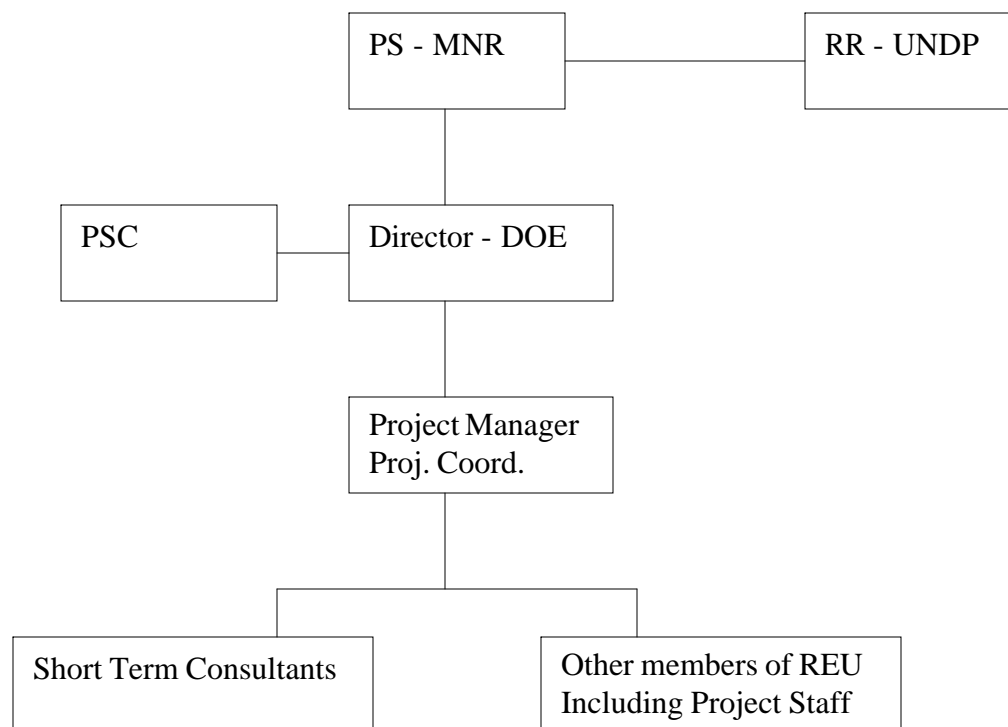 PS - MNR
RR - UNDP
PSC
Director - DOE
Project Manager
Proj. Coord.
Short Term Consultants
Other members of REU
Including Project Staff